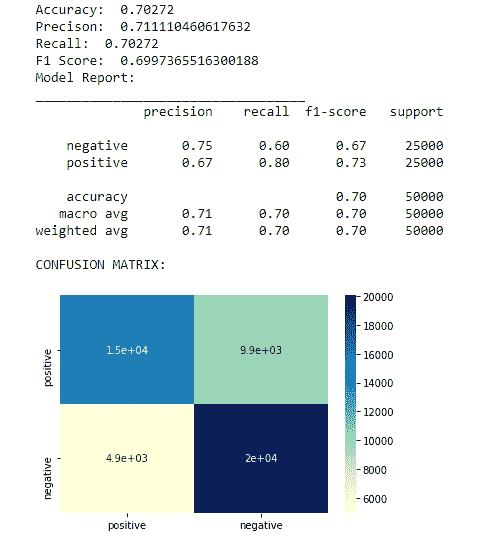 Accuracy:  0.70272
Precison:  0.711110460617632
Recall:  0.70272
F1 Score:  0.6997365516300188
Model Report:
___________________________________
precision    recall  f1-score   support
negative       0.75      0.60      0.67     25000
positive       0.67      0.80      0.73     25000
accuracy                           0.70     50000
macro avg       0.71      0.70      0.70     50000
weighted avg       0.71      0.70      0.70     50000
CONFUSION MATRIX:
20000
18000
positive
1.5e+04
9.9e+03
16000
14000
12000
10000
negative
4.9e+03
2e+04
8000
6000
positive
negative